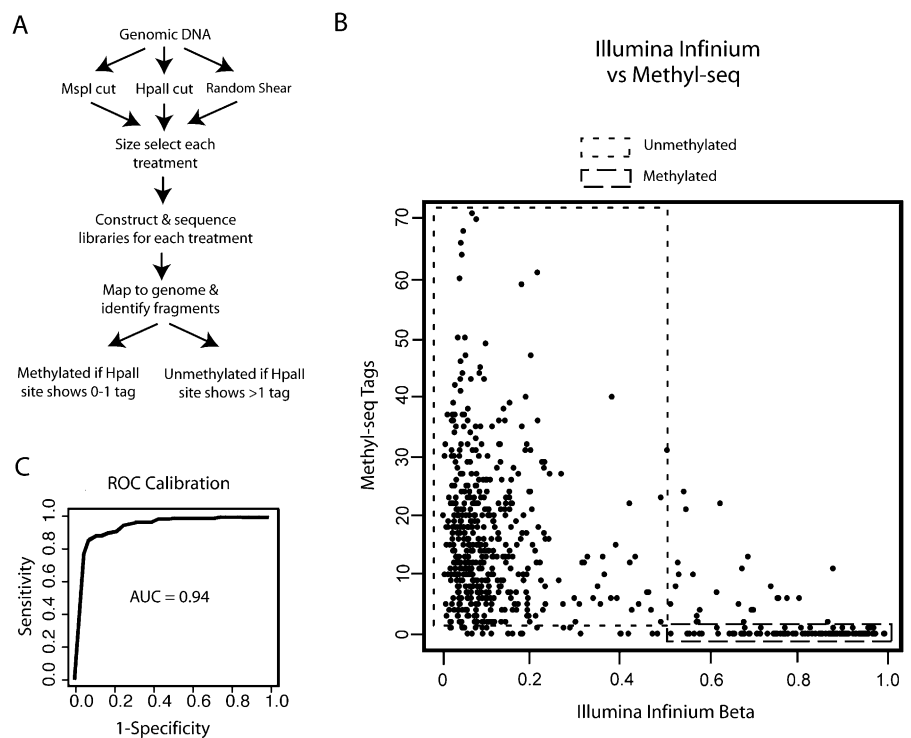 A
Genomic DNA
MspI cut HpaII cut Random Shear
Size select each
treatment
Construct & sequence
libraries for each treatment
Map to genome &
identify fragments
Methylated if HpaII
site shows 0-1 tag
Unmethylated if HpaII
site shows >1 tag
B
Illumina Infinium
vs Methyl-seq
Unmethylated
Methylated
Methyl-seq Tags
70
60
50
40
30
20
10
0
0 0.2 0.4 0.6 0.8 1.0
Illumina Infinium Beta
C
ROC Calibration
Sensitivity
1.0
0.8
0.6
0.4
0.2
0.0
AUC = 0.94
0.0 0.2 0.4 0.6 0.8 1.0
1-Specificity